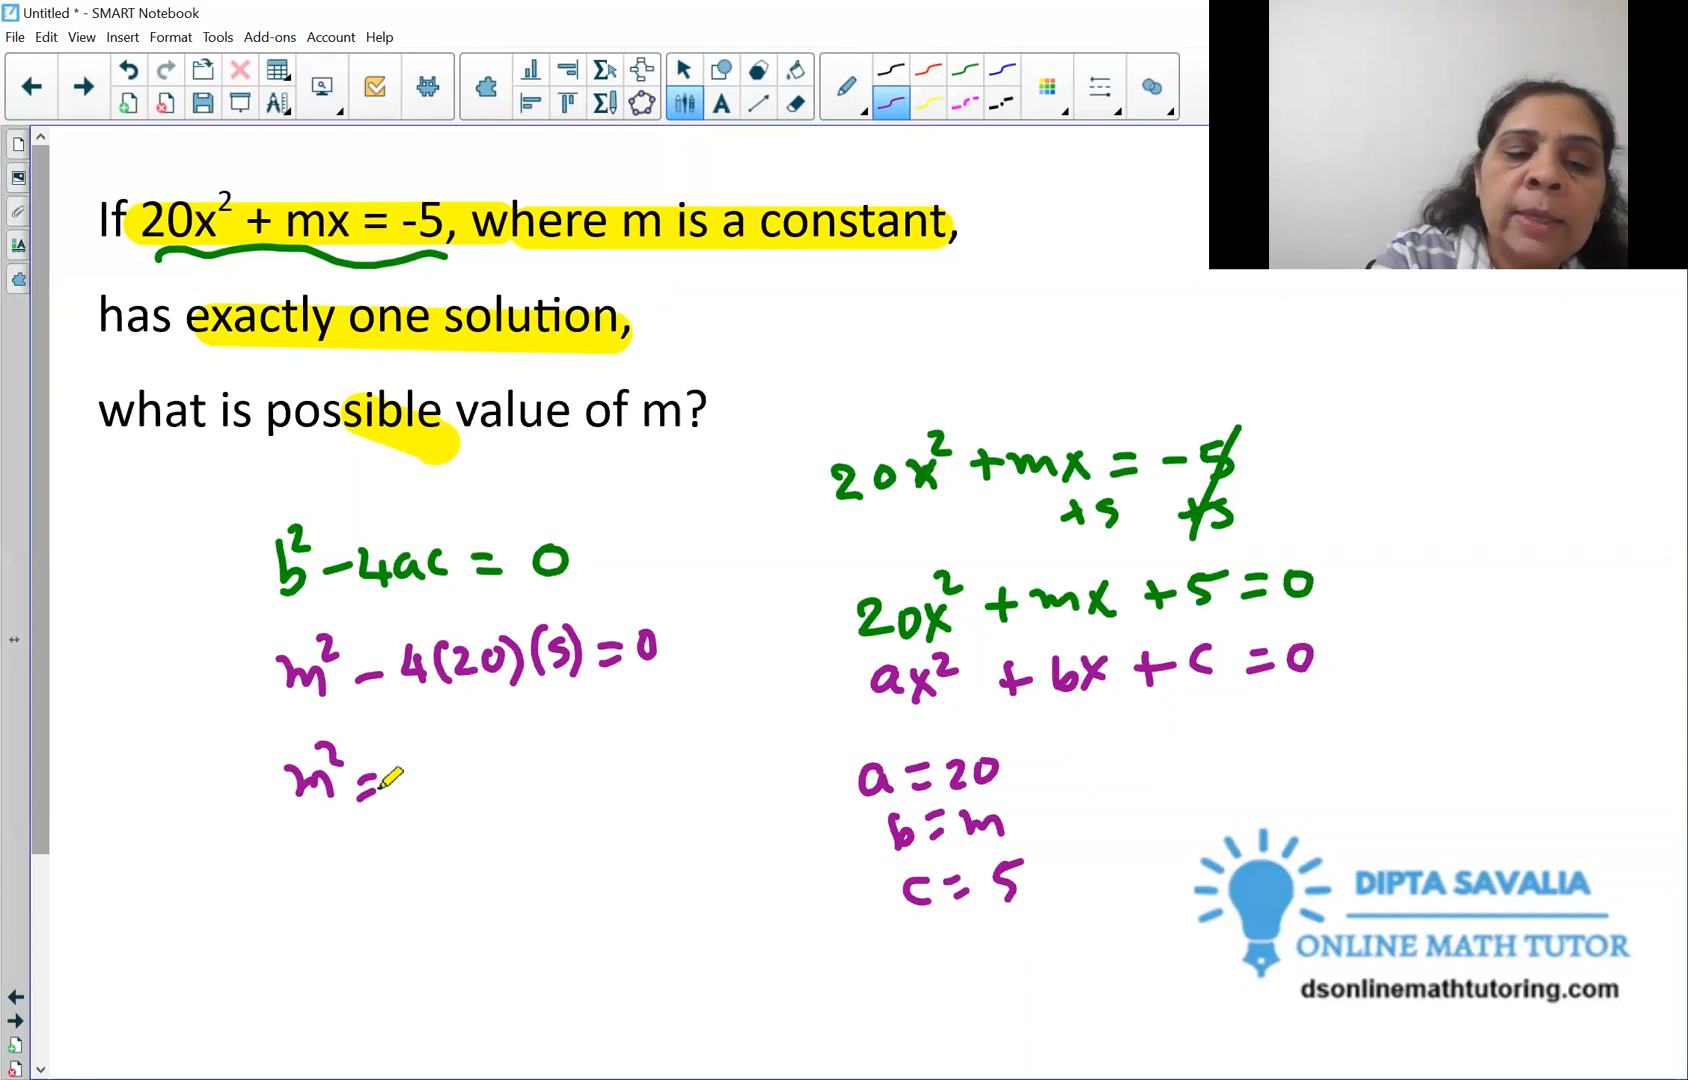 Untitled * - SMART Notebook
File Edit View Insert Format Tools Add-ons Account Help
If 20x² + mx = -5, where m is a constant,
has exactly one solution,
what is possible value of m?
b² - 4ac = 0
m² - 4(20)(5) = 0
m² =
20x² + mx = -5
+5 +5
20x² + mx + 5 = 0
ax² + bx + c = 0
a = 20
b = m
c = 5
DIPTA SAVALIA
ONLINE MATH TUTOR
dsonlinemathtutoring.com